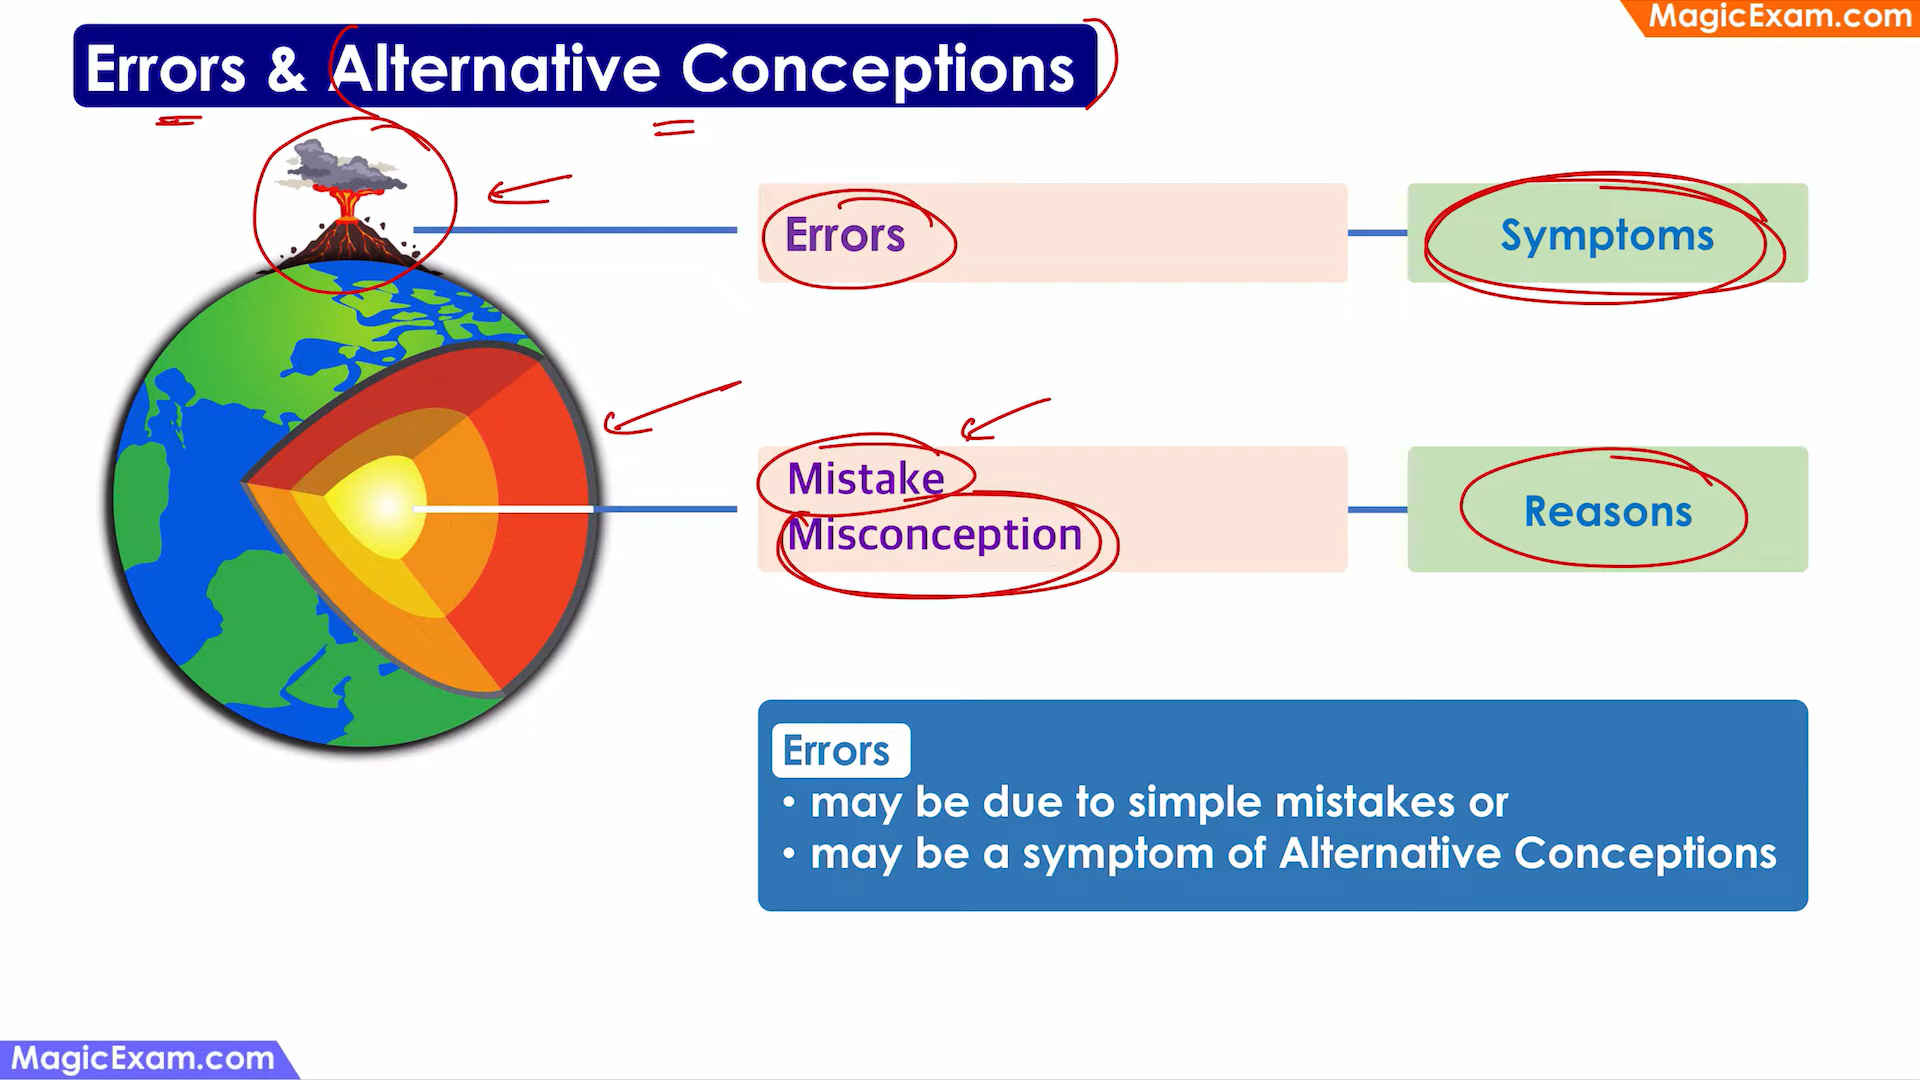 MagicExam.com
Errors & Alternative Conceptions
Errors
Symptoms
Mistake
Misconception
Reasons
Errors
• may be due to simple mistakes or
• may be a symptom of Alternative Conceptions
MagicExam.com